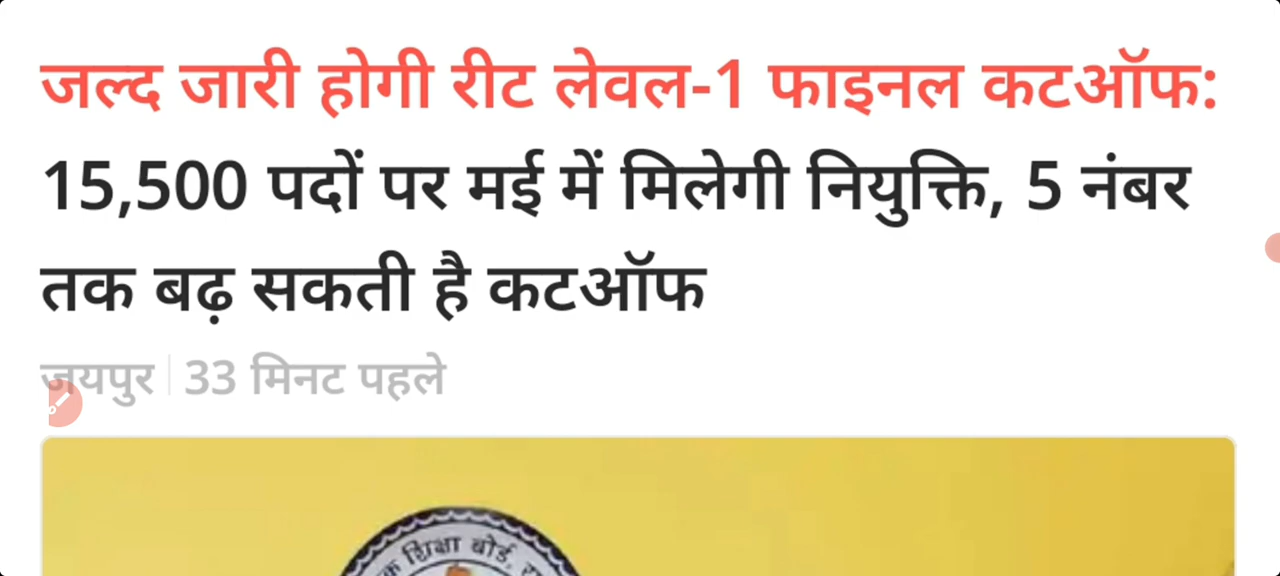 जल्द जारी होगी रीट लेवल-1 फाइनल कटऑफ:
15,500 पदों पर मई में मिलेगी नियुक्ति, 5 नंबर
तक बढ़ सकती है कटऑफ
जयपुर 33 मिनट पहले
शिक्षा बोर्ड,